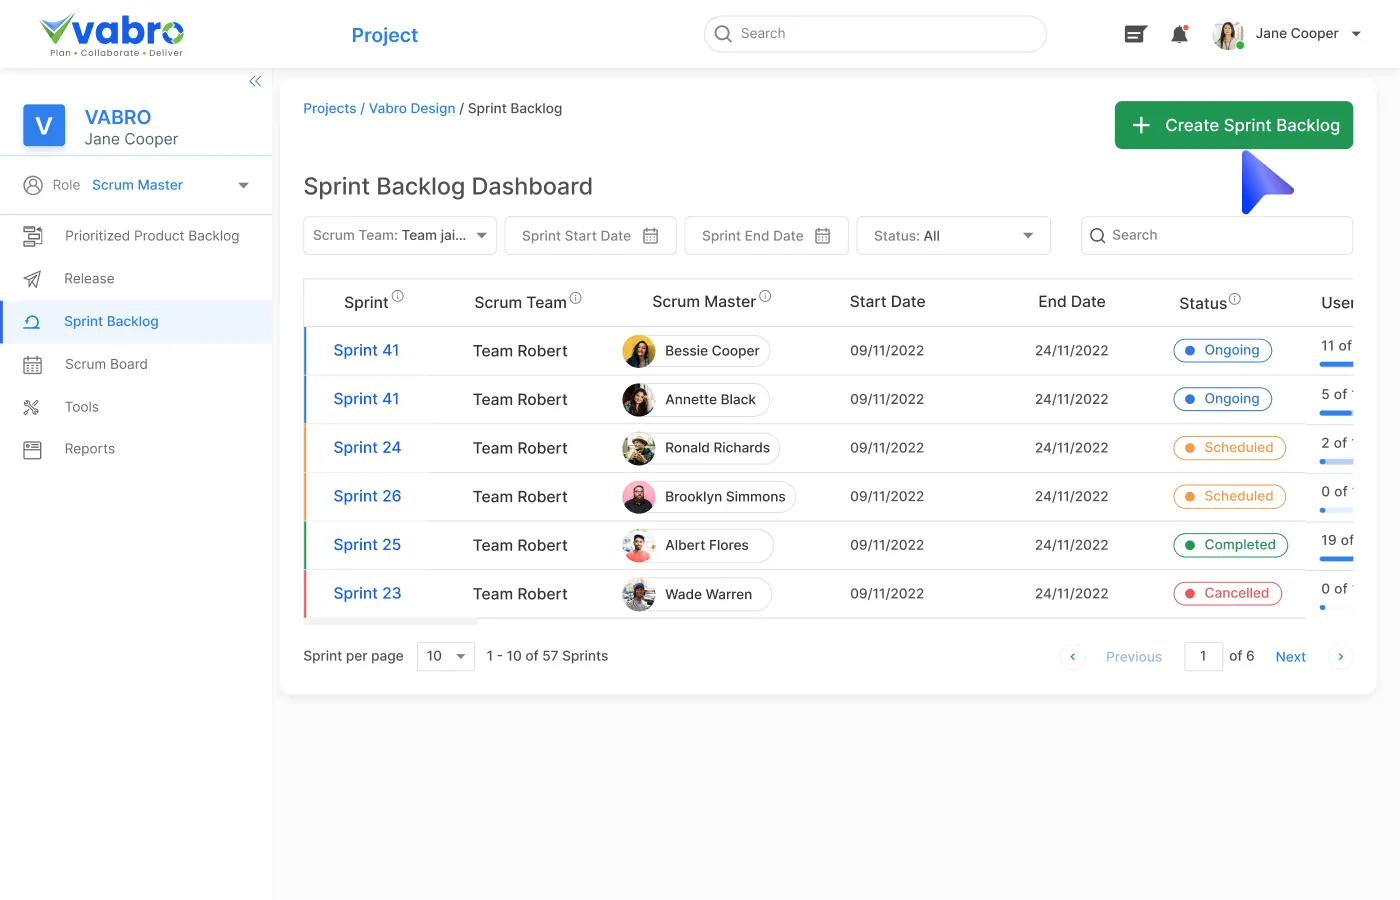 vabro
Plan • Collaborate • Deliver
Project
Search
Jane Cooper
V
VABRO
Jane Cooper
Role Scrum Master
Prioritized Product Backlog
Release
Sprint Backlog
Scrum Board
Tools
Reports
Projects / Vabro Design / Sprint Backlog
+ Create Sprint Backlog
Sprint Backlog Dashboard
Scrum Team: Team jai... Sprint Start Date Sprint End Date Status: All Search
Sprint Scrum Team Scrum Master Start Date End Date Status User
Sprint 41 Team Robert Bessie Cooper 09/11/2022 24/11/2022 Ongoing 11 of
Sprint 41 Team Robert Annette Black 09/11/2022 24/11/2022 Ongoing 5 of
Sprint 24 Team Robert Ronald Richards 09/11/2022 24/11/2022 Scheduled 2 of
Sprint 26 Team Robert Brooklyn Simmons 09/11/2022 24/11/2022 Scheduled 0 of
Sprint 25 Team Robert Albert Flores 09/11/2022 24/11/2022 Completed 19 of
Sprint 23 Team Robert Wade Warren 09/11/2022 24/11/2022 Cancelled 0 of
Sprint per page 10 1 - 10 of 57 Sprints ‹ Previous 1 of 6 Next ›